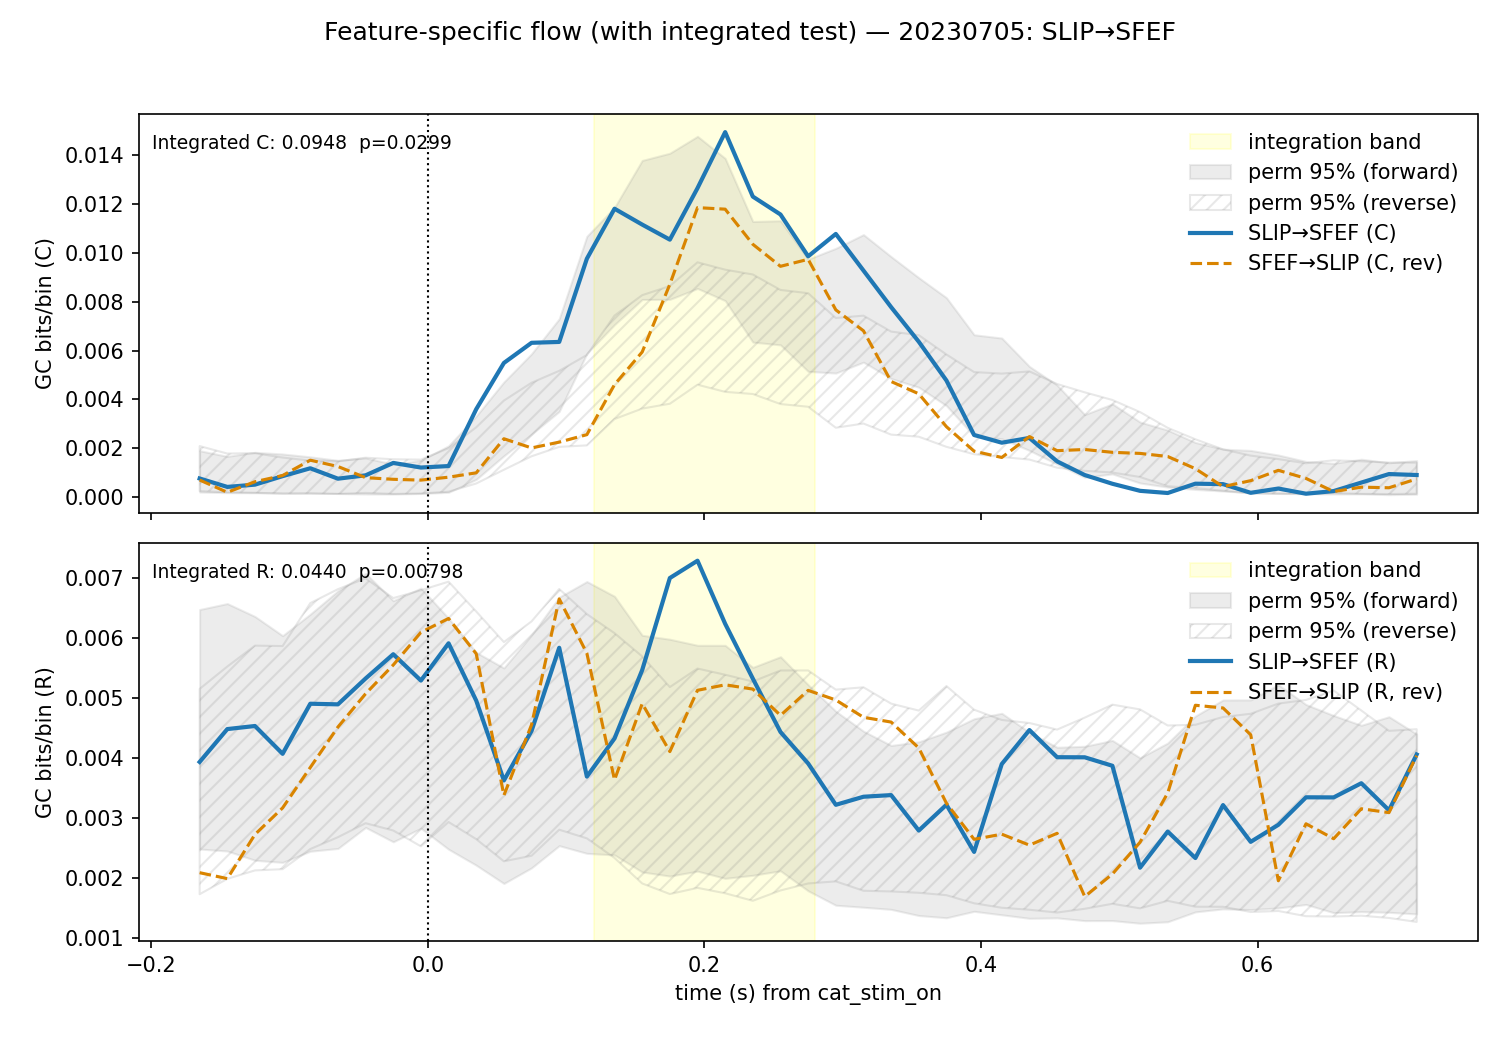 Feature-specific flow (with integrated test) — 20230705: SLIP→SFEF
Integrated C: 0.0948  p=0.0299
integration band
perm 95% (forward)
perm 95% (reverse)
SLIP→SFEF (C)
SFEF→SLIP (C, rev)
GC bits/bin (C)
0.014
0.012
0.010
0.008
0.006
0.004
0.002
0.000
Integrated R: 0.0440  p=0.00798
integration band
perm 95% (forward)
perm 95% (reverse)
SLIP→SFEF (R)
SFEF→SLIP (R, rev)
GC bits/bin (R)
0.007
0.006
0.005
0.004
0.003
0.002
0.001
−0.2 0.0 0.2 0.4 0.6
time (s) from cat_stim_on